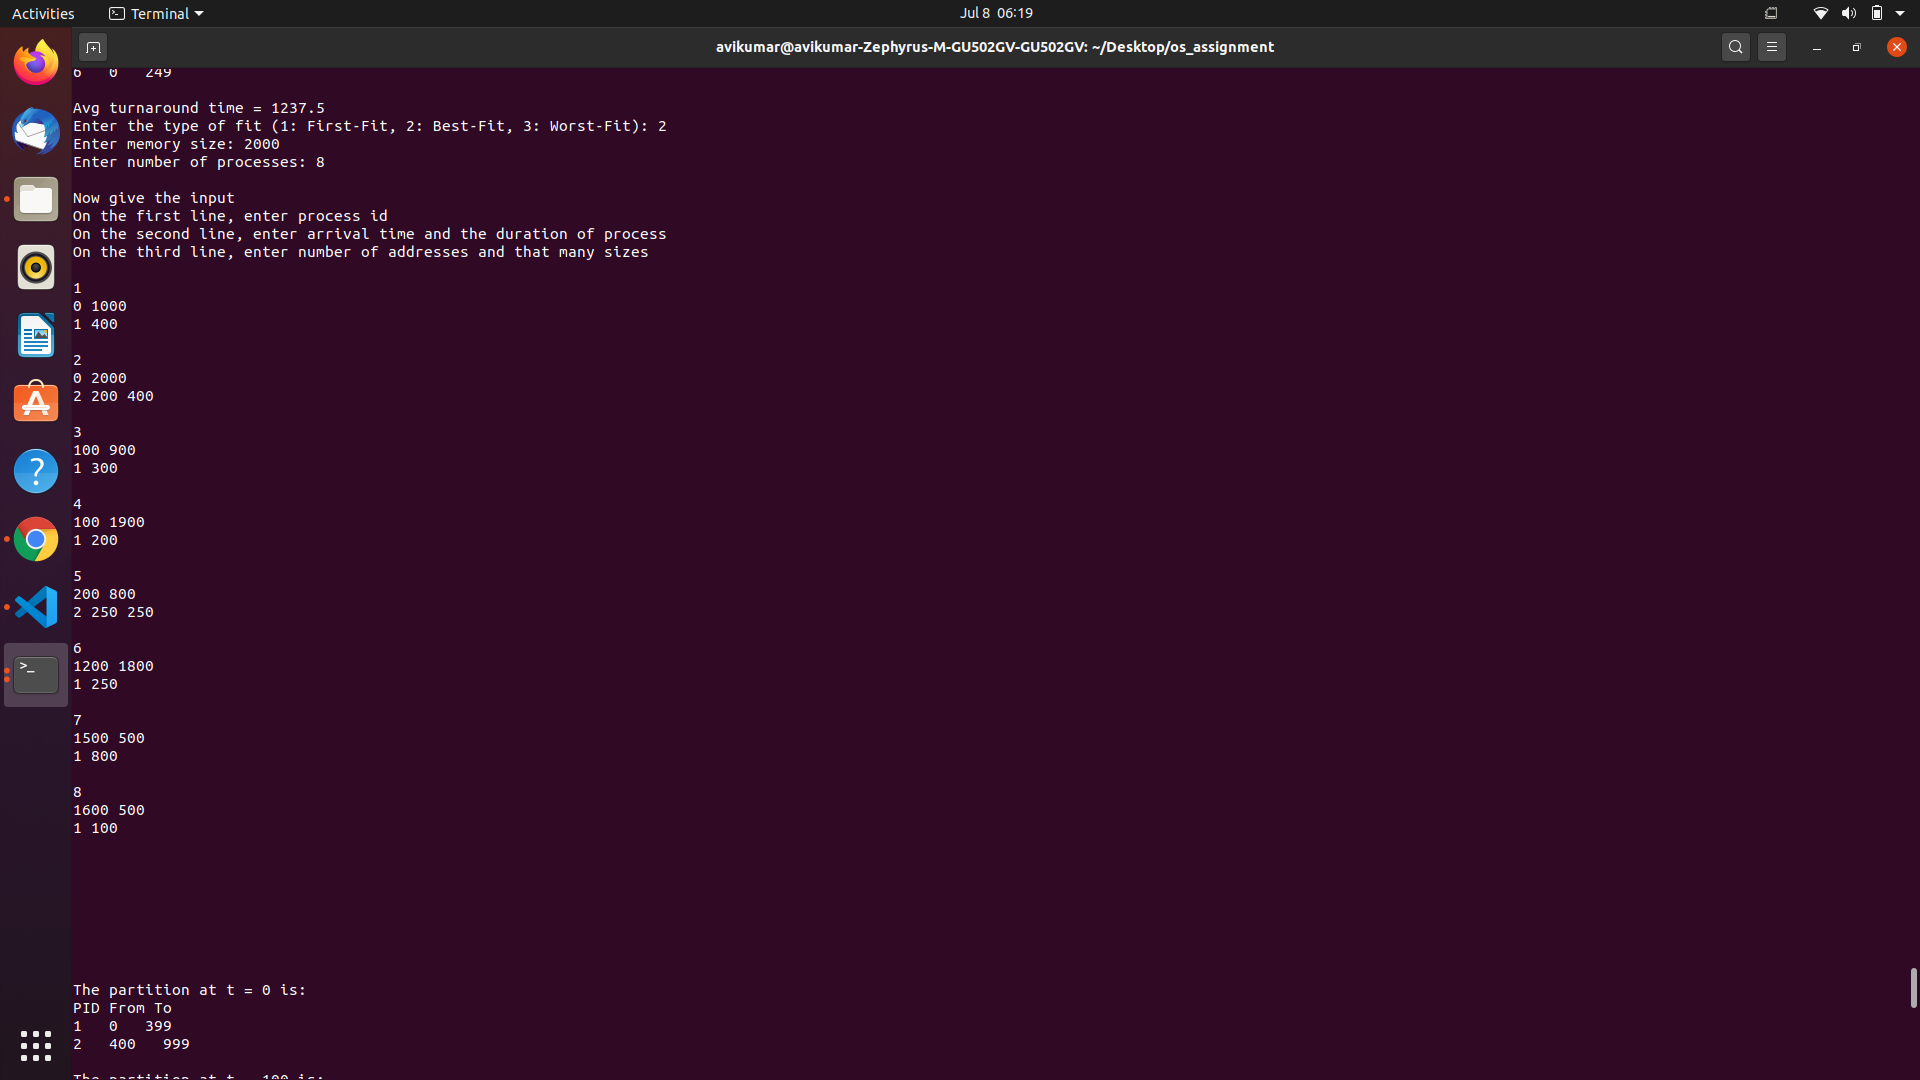 Activities
Terminal
Jul 8 06:19
avikumar@avikumar-Zephyrus-M-GU502GV-GU502GV: ~/Desktop/os_assignment
6 0 249
Avg turnaround time = 1237.5
Enter the type of fit (1: First-Fit, 2: Best-Fit, 3: Worst-Fit): 2
Enter memory size: 2000
Enter number of processes: 8
Now give the input
On the first line, enter process id
On the second line, enter arrival time and the duration of process
On the third line, enter number of addresses and that many sizes
1
0 1000
1 400
2
0 2000
2 200 400
3
100 900
1 300
4
100 1900
1 200
5
200 800
2 250 250
6
1200 1800
1 250
7
1500 500
1 800
8
1600 500
1 100
The partition at t = 0 is:
PID From To
1 0 399
2 400 999
The partition at t = 100 is: